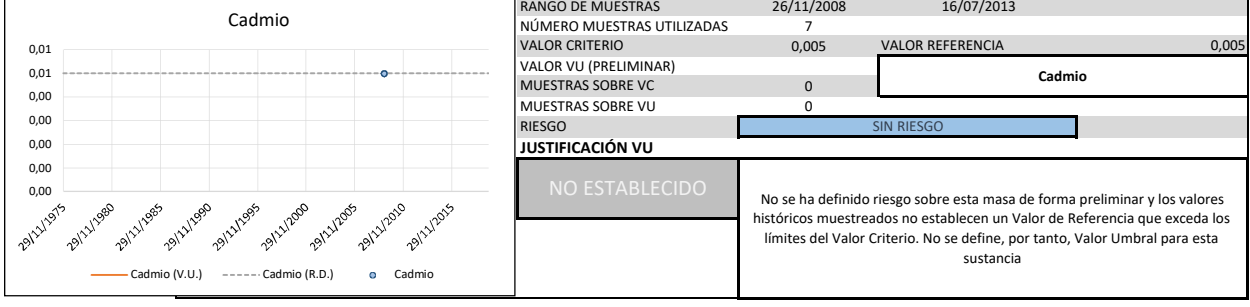 Cadmio
0,01
0,01
0,00
0,00
0,00
0,00
0,00
29/11/1975
29/11/1980
29/11/1985
29/11/1990
29/11/1995
29/11/2000
29/11/2005
29/11/2010
29/11/2015
Cadmio (V.U.) Cadmio (R.D.) Cadmio
RANGO DE MUESTRAS 26/11/2008 16/07/2013
NÚMERO MUESTRAS UTILIZADAS 7
VALOR CRITERIO 0,005 VALOR REFERENCIA 0,005
VALOR VU (PRELIMINAR)
Cadmio
MUESTRAS SOBRE VC 0
MUESTRAS SOBRE VU 0
RIESGO SIN RIESGO
JUSTIFICACIÓN VU
NO ESTABLECIDO
No se ha definido riesgo sobre esta masa de forma preliminar y los valores
históricos muestreados no establecen un Valor de Referencia que exceda los
límites del Valor Criterio. No se define, por tanto, Valor Umbral para esta
sustancia